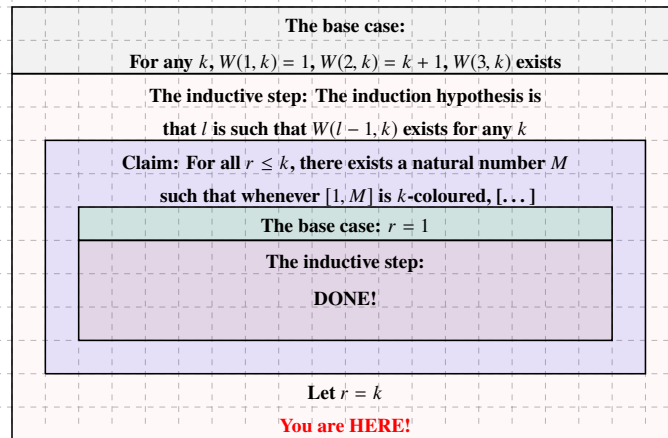 The base case:
For any k, W(1, k) = 1, W(2, k) = k + 1, W(3, k) exists
The inductive step: The induction hypothesis is
that l is such that W(l − 1, k) exists for any k
Claim: For all r ≤ k, there exists a natural number M
such that whenever [1, M] is k-coloured, [. . . ]
The base case: r = 1
The inductive step:
DONE!
Let r = k
You are HERE!